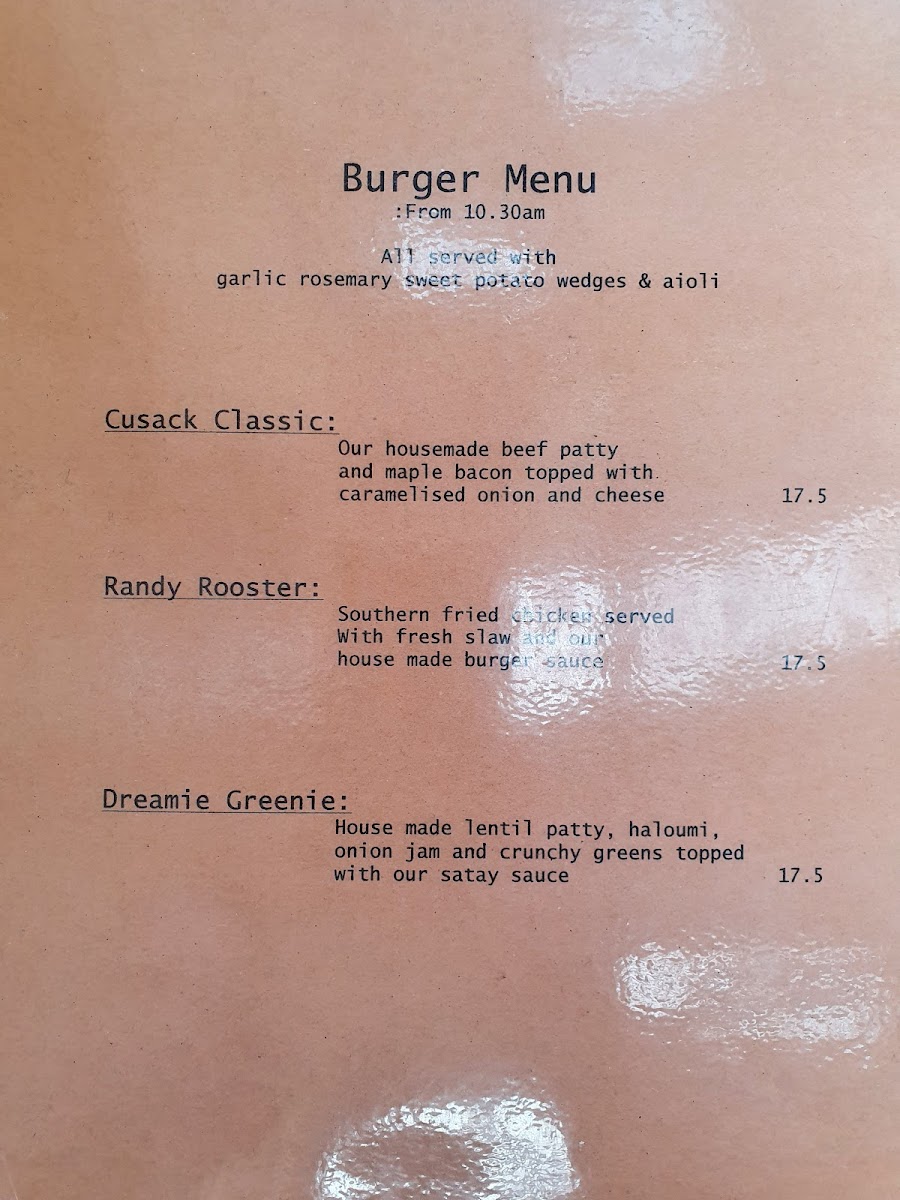 Burger Menu
:From 10.30am
All served with
garlic rosemary sweet potato wedges & aioli
Cusack Classic:
Our housemade beef patty
and maple bacon topped with
caramelised onion and cheese 17.5
Randy Rooster:
Southern fried chicken served
With fresh slaw and our
house made burger sauce 17.5
Dreamie Greenie:
House made lentil patty, haloumi,
onion jam and crunchy greens topped
with our satay sauce 17.5